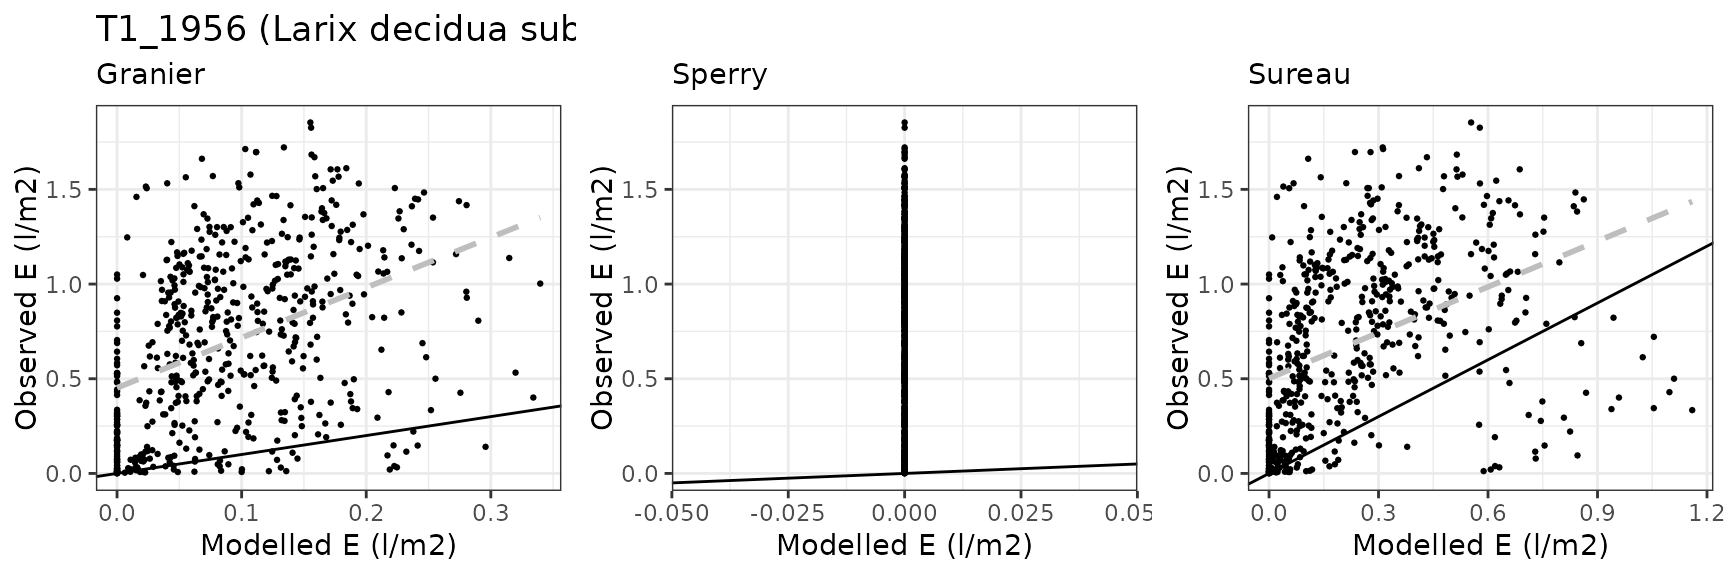 T1_1956 (Larix decidua sub
Granier
Sperry
Sureau
Observed E (l/m2)
1.5
1.0
0.5
0.0
0.0 0.1 0.2 0.3
Modelled E (l/m2)
Observed E (l/m2)
1.5
1.0
0.5
0.0
-0.050 -0.025 0.000 0.025 0.05
Modelled E (l/m2)
Observed E (l/m2)
1.5
1.0
0.5
0.0
0.0 0.3 0.6 0.9 1.2
Modelled E (l/m2)